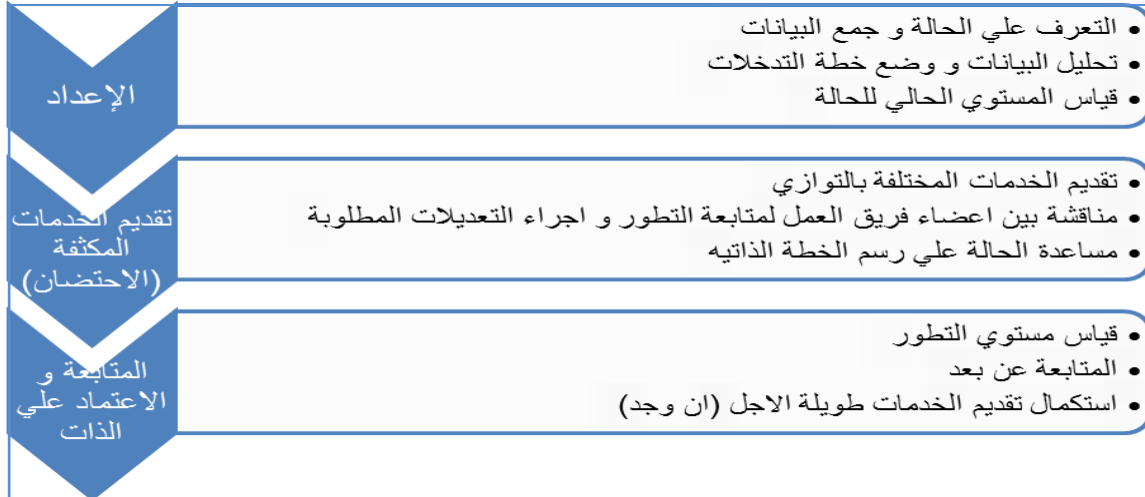 الإعداد
• التعرف علي الحالة و جمع البيانات
• تحليل البيانات و وضع خطة التدخلات
• قياس المستوي الحالي للحالة
تقديم الخدمات
المكثفة
(الاحتضان)
• تقديم الخدمات المختلفة بالتوازي
• مناقشة بين اعضاء فريق العمل لمتابعة التطور و اجراء التعديلات المطلوبة
• مساعدة الحالة علي رسم الخطة الذاتيه
المتابعة و
الاعتماد علي
الذات
• قياس مستوي التطور
• المتابعة عن بعد
• استكمال تقديم الخدمات طويلة الاجل (ان وجد)